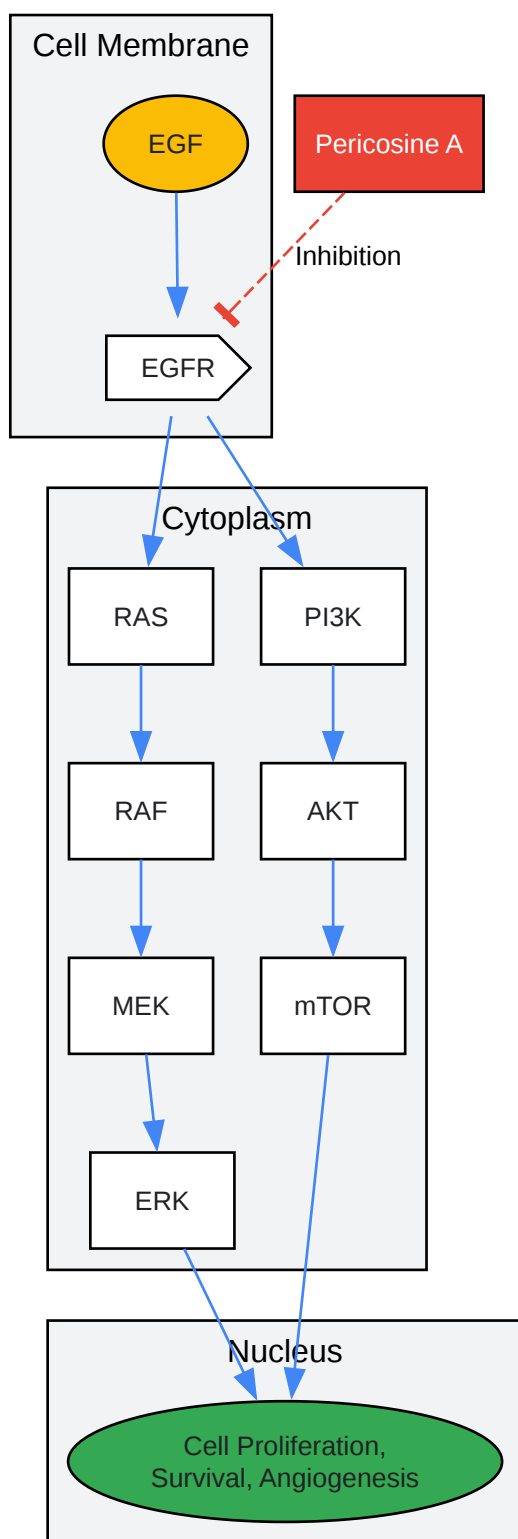 Cell Membrane
EGF
Pericosine A
Inhibition
EGFR
Cytoplasm
RAS
PI3K
RAF
AKT
MEK
mTOR
ERK
Nucleus
Cell Proliferation,
Survival, Angiogenesis